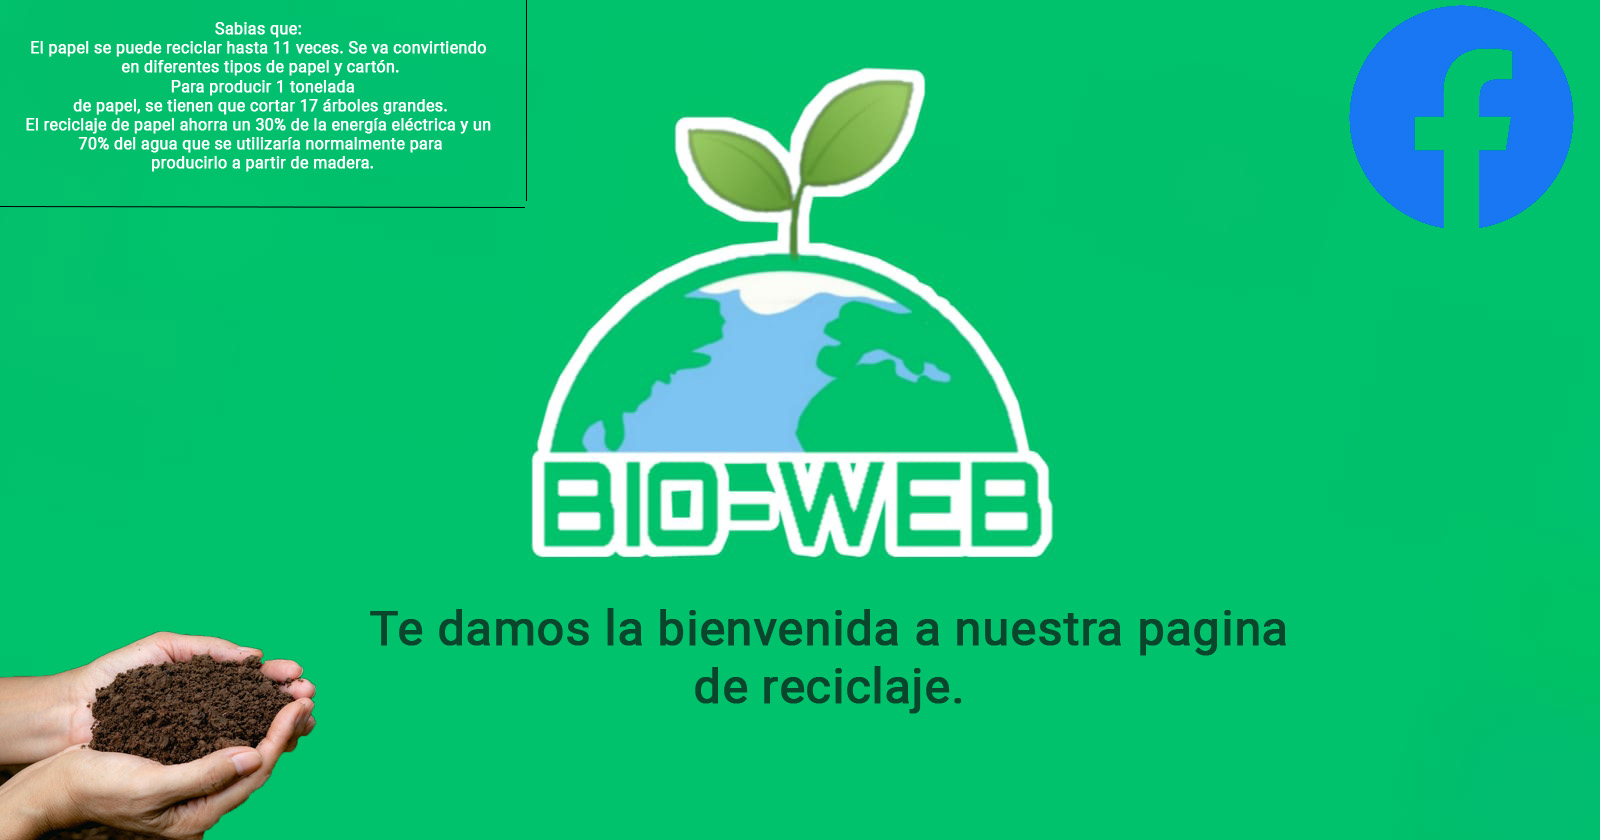 Sabias que:
El papel se puede reciclar hasta 11 veces. Se va convirtiendo
en diferentes tipos de papel y cartón.
Para producir 1 tonelada
de papel, se tienen que cortar 17 árboles grandes.
El reciclaje de papel ahorra un 30% de la energía eléctrica y un
70% del agua que se utilizaría normalmente para
producirlo a partir de madera.
BIO-WEB
Te damos la bienvenida a nuestra pagina
de reciclaje.